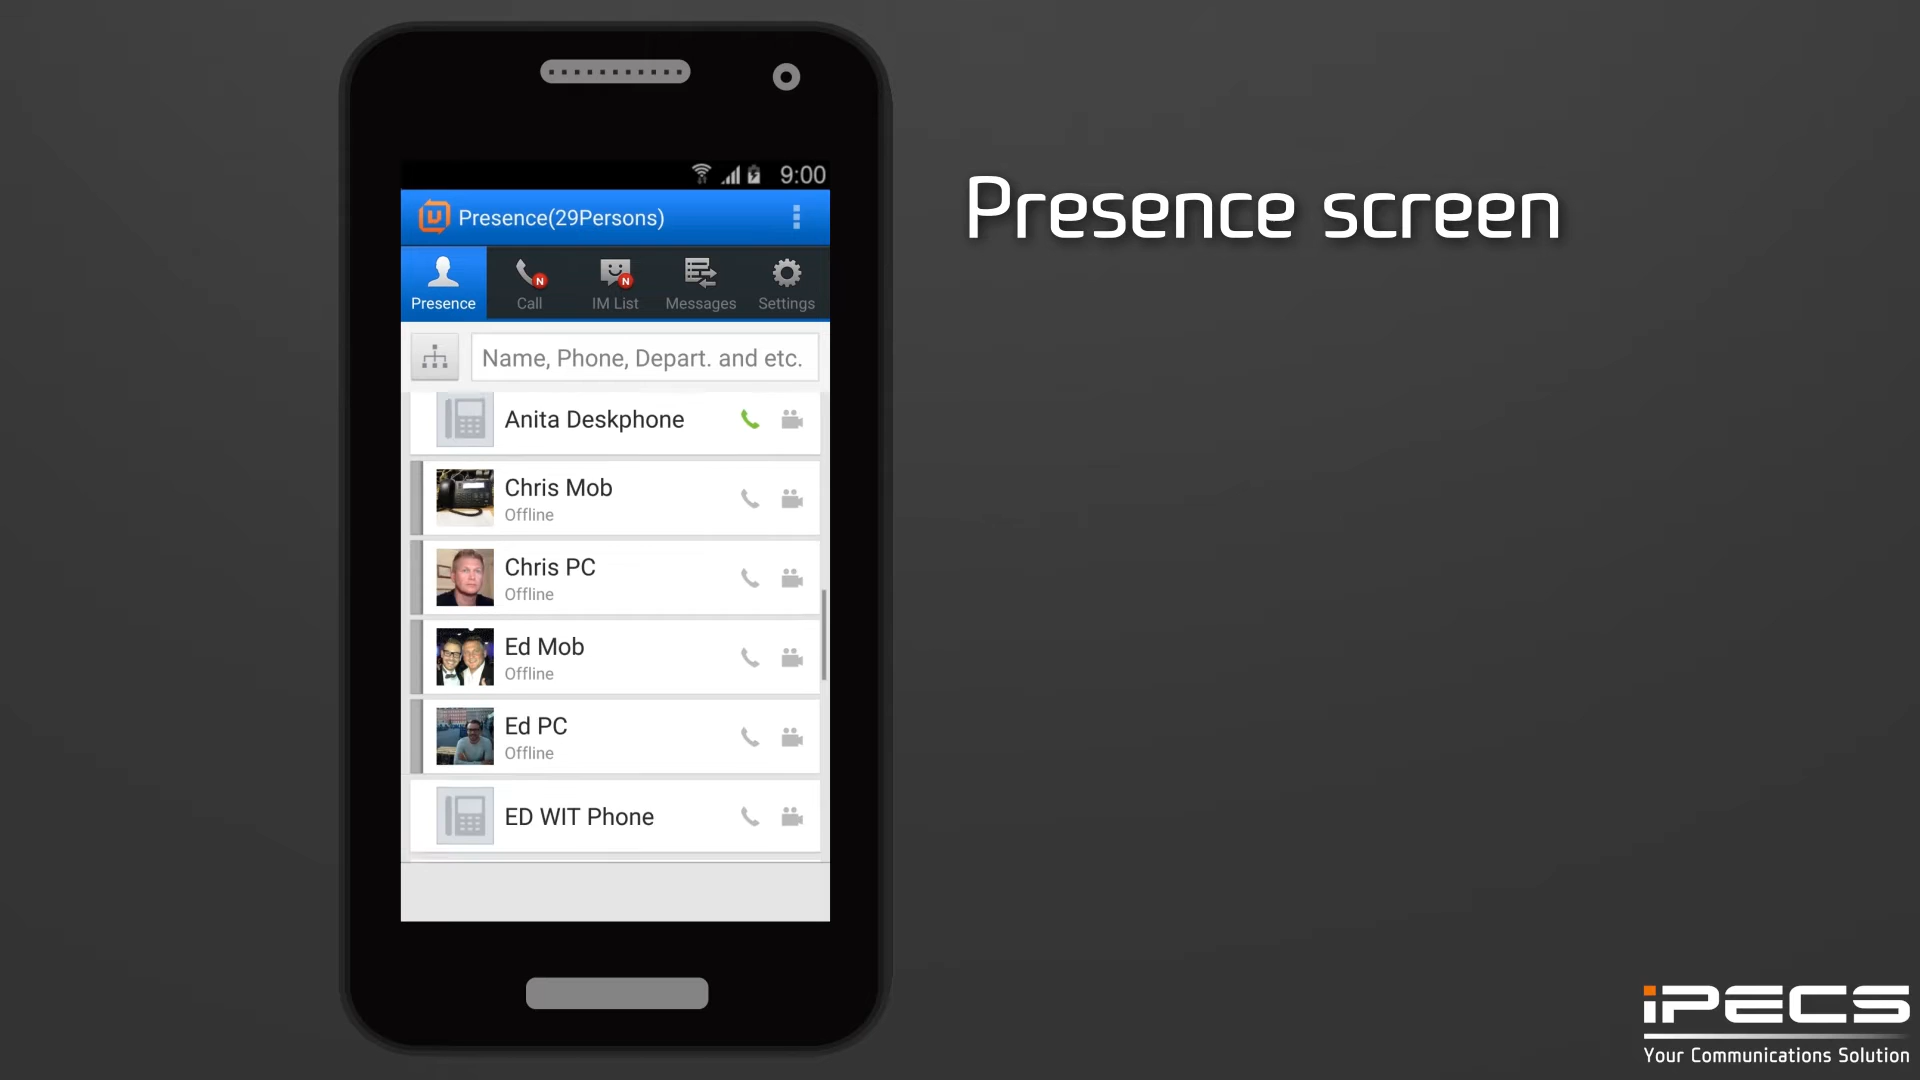 9:00
Presence(29Persons)
Presence Call IM List Messages Settings
N N
Name, Phone, Depart. and etc.
Anita Deskphone
Chris Mob
Offline
Chris PC
Offline
Ed Mob
Offline
Ed PC
Offline
ED WIT Phone
Presence screen
iPECS
Your Communications Solution